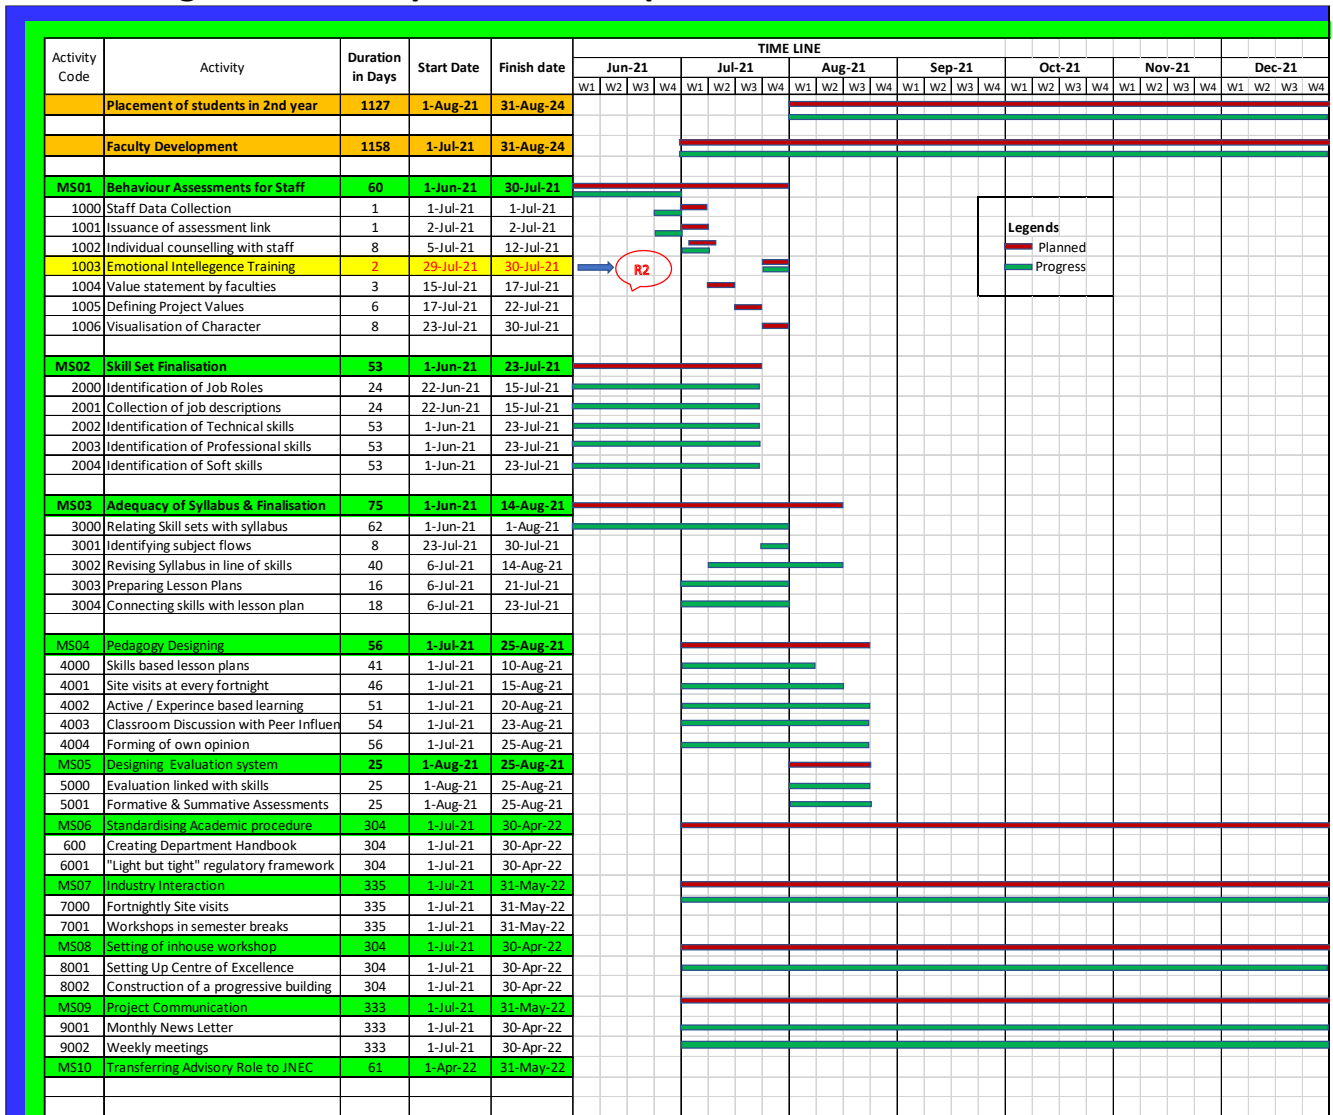 TIME LINE
Activity Code Activity Duration in Days Start Date Finish date Jun-21 Jul-21 Aug-21 Sep-21 Oct-21 Nov-21 Dec-21
W1 W2 W3 W4 W1 W2 W3 W4 W1 W2 W3 W4 W1 W2 W3 W4 W1 W2 W3 W4 W1 W2 W3 W4 W1 W2 W3 W4
Placement of students in 2nd year 1127 1-Aug-21 31-Aug-24
Faculty Development 1158 1-Jul-21 31-Aug-24
MS01 Behaviour Assessments for Staff 60 1-Jun-21 30-Jul-21
1000 Staff Data Collection 1 1-Jul-21 1-Jul-21
1001 Issuance of assessment link 1 2-Jul-21 2-Jul-21 Legends
1002 Individual counselling with staff 8 5-Jul-21 12-Jul-21 Planned
1003 Emotional Intellegence Training 2 29-Jul-21 30-Jul-21 R2 Progress
1004 Value statement by faculties 3 15-Jul-21 17-Jul-21
1005 Defining Project Values 6 17-Jul-21 22-Jul-21
1006 Visualisation of Character 8 23-Jul-21 30-Jul-21
MS02 Skill Set Finalisation 53 1-Jun-21 23-Jul-21
2000 Identification of Job Roles 24 22-Jun-21 15-Jul-21
2001 Collection of job descriptions 24 22-Jun-21 15-Jul-21
2002 Identification of Technical skills 53 1-Jun-21 23-Jul-21
2003 Identification of Professional skills 53 1-Jun-21 23-Jul-21
2004 Identification of Soft skills 53 1-Jun-21 23-Jul-21
MS03 Adequacy of Syllabus & Finalisation 75 1-Jun-21 14-Aug-21
3000 Relating Skill sets with syllabus 62 1-Jun-21 1-Aug-21
3001 Identifying subject flows 8 23-Jul-21 30-Jul-21
3002 Revising Syllabus in line of skills 40 6-Jul-21 14-Aug-21
3003 Preparing Lesson Plans 16 6-Jul-21 21-Jul-21
3004 Connecting skills with lesson plan 18 6-Jul-21 23-Jul-21
MS04 Pedagogy Designing 56 1-Jul-21 25-Aug-21
4000 Skills based lesson plans 41 1-Jul-21 10-Aug-21
4001 Site visits at every fortnight 46 1-Jul-21 15-Aug-21
4002 Active / Experince based learning 51 1-Jul-21 20-Aug-21
4003 Classroom Discussion with Peer Influen 54 1-Jul-21 23-Aug-21
4004 Forming of own opinion 56 1-Jul-21 25-Aug-21
MS05 Designing Evaluation system 25 1-Aug-21 25-Aug-21
5000 Evaluation linked with skills 25 1-Aug-21 25-Aug-21
5001 Formative & Summative Assessments 25 1-Aug-21 25-Aug-21
MS06 Standardising Academic procedure 304 1-Jul-21 30-Apr-22
600 Creating Department Handbook 304 1-Jul-21 30-Apr-22
6001 "Light but tight" regulatory framework 304 1-Jul-21 30-Apr-22
MS07 Industry Interaction 335 1-Jul-21 31-May-22
7000 Fortnightly Site visits 335 1-Jul-21 31-May-22
7001 Workshops in semester breaks 335 1-Jul-21 31-May-22
MS08 Setting of inhouse workshop 304 1-Jul-21 30-Apr-22
8001 Setting Up Centre of Excellence 304 1-Jul-21 30-Apr-22
8002 Construction of a progressive building 304 1-Jul-21 30-Apr-22
MS09 Project Communication 333 1-Jul-21 31-May-22
9001 Monthly News Letter 333 1-Jul-21 30-Apr-22
9002 Weekly meetings 333 1-Jul-21 30-Apr-22
MS10 Transferring Advisory Role to JNEC 61 1-Apr-22 31-May-22